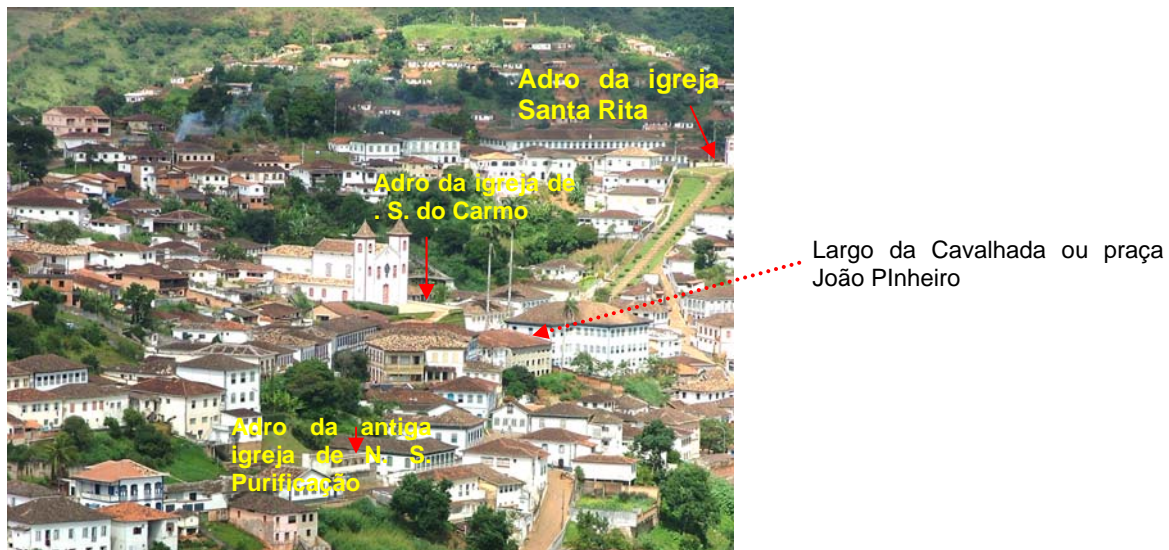 Adro da igreja
Santa Rita
Adro da igreja de
. S. do Carmo
Largo da Cavalhada ou praça
João PInheiro
Adro da antiga
igreja de N. S.
Purificação